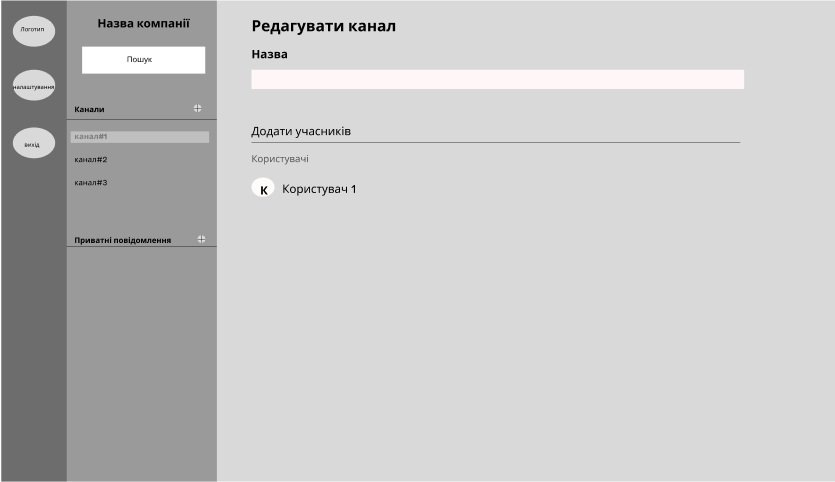 Логотип
налаштування
вихід
Назва компанії
Пошук
Канали
канал#1
канал#2
канал#3
Приватні повідомлення
Редагувати канал
Назва
Додати учасників
Користувачі
К Користувач 1